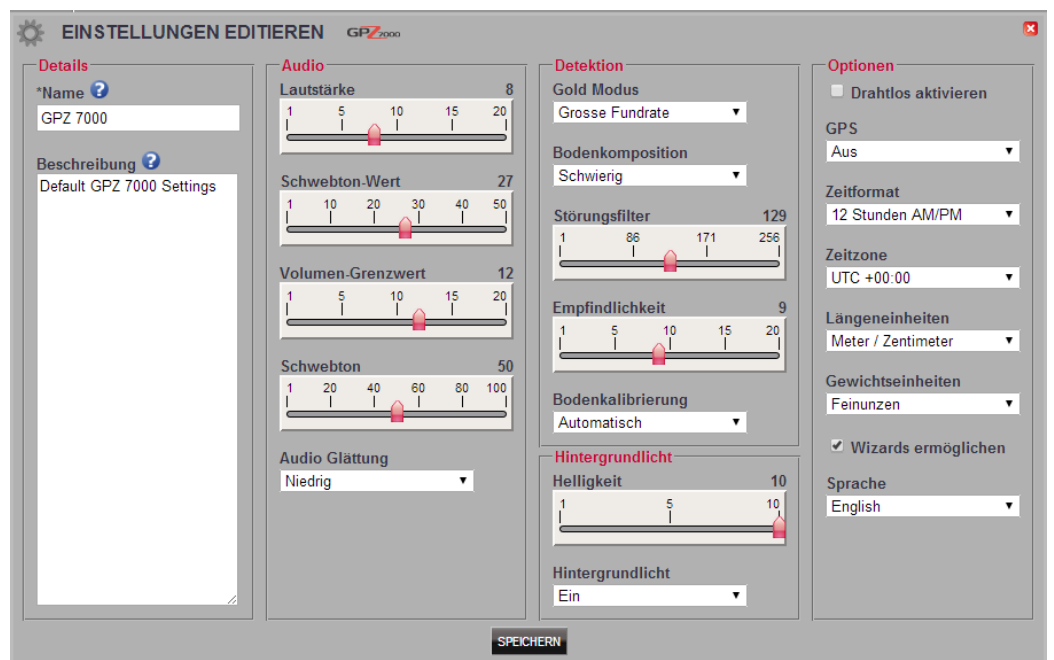 EINSTELLUNGEN EDITIEREN GPZ7000
Details
*Name ?
GPZ 7000
Beschreibung ?
Default GPZ 7000 Settings
Audio
Lautstärke 8
1 5 10 15 20
Schwebton-Wert 27
1 10 20 30 40 50
Volumen-Grenzwert 12
1 5 10 15 20
Schwebton 50
1 20 40 60 80 100
Audio Glättung
Niedrig
Detektion
Gold Modus
Grosse Fundrate
Bodenkomposition
Schwierig
Störungsfilter 129
1 86 171 256
Empfindlichkeit 9
1 5 10 15 20
Bodenkalibrierung
Automatisch
Hintergrundlicht
Helligkeit 10
1 5 10
Hintergrundlicht
Ein
Optionen
Drahtlos aktivieren
GPS
Aus
Zeitformat
12 Stunden AM/PM
Zeitzone
UTC +00:00
Längeneinheiten
Meter / Zentimeter
Gewichtseinheiten
Feinunzen
Wizards ermöglichen
Sprache
English
SPEICHERN